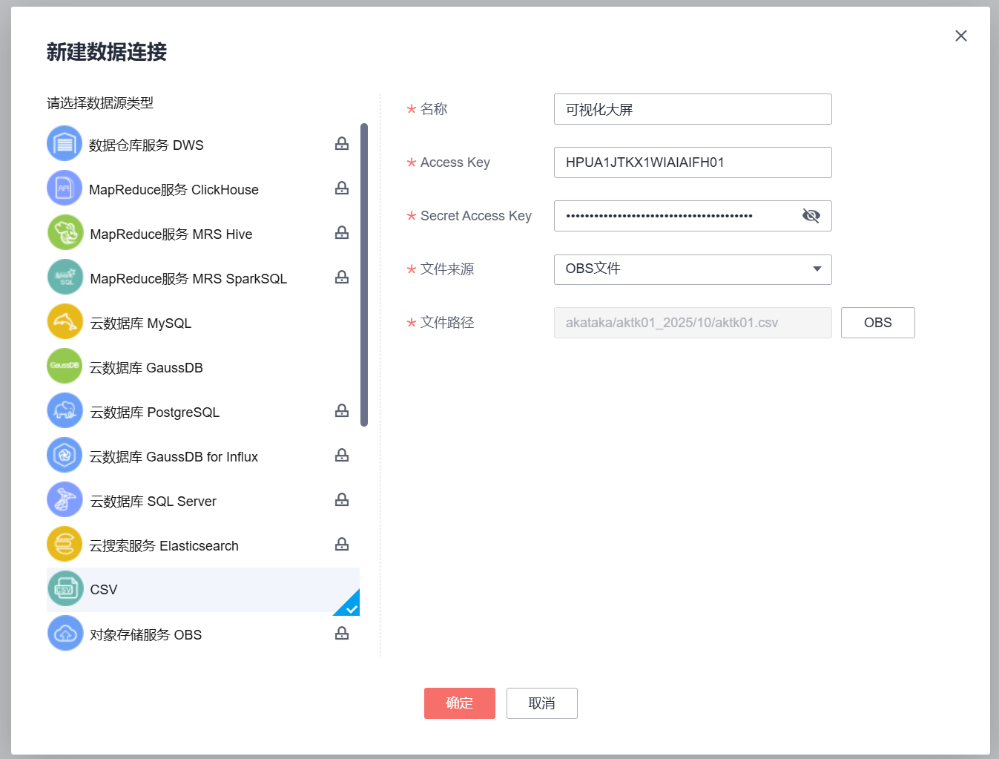 新建数据连接
请选择数据源类型
数据仓库服务 DWS
API
MapReduce服务 ClickHouse
MapReduce服务 MRS Hive
Spark
SQL
MapReduce服务 MRS SparkSQL
云数据库 MySQL
GaussDB
云数据库 GaussDB
云数据库 PostgreSQL
云数据库 GaussDB for Influx
云数据库 SQL Server
云搜索服务 Elasticsearch
CSV
CSV
对象存储服务 OBS
* 名称
可视化大屏
* Access Key
HPUA1JTKX1WIAIAIFH01
* Secret Access Key
••••••••••••••••••••••••••••••••••••••••
* 文件来源
OBS文件
* 文件路径
akataka/aktk01_2025/10/aktk01.csv
OBS
确定
取消